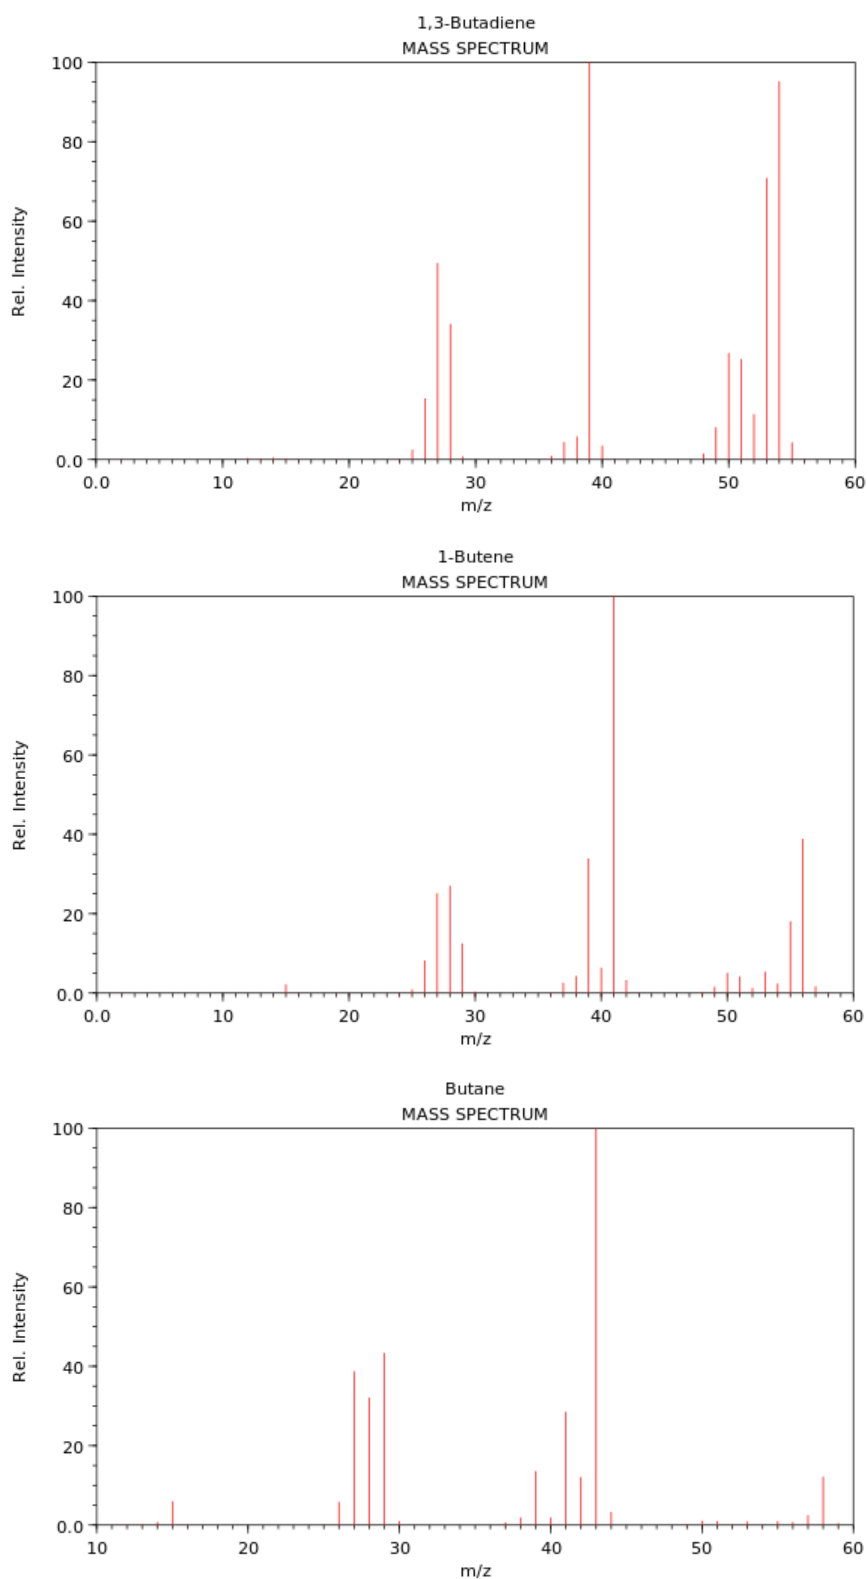 1,3-Butadiene
MASS SPECTRUM
100
80
60
40
20
0.0
Rel. Intensity
0.0 10 20 30 40 50 60
m/z
1-Butene
MASS SPECTRUM
100
80
60
40
20
0.0
Rel. Intensity
0.0 10 20 30 40 50 60
m/z
Butane
MASS SPECTRUM
100
80
60
40
20
0.0
Rel. Intensity
10 20 30 40 50 60
m/z